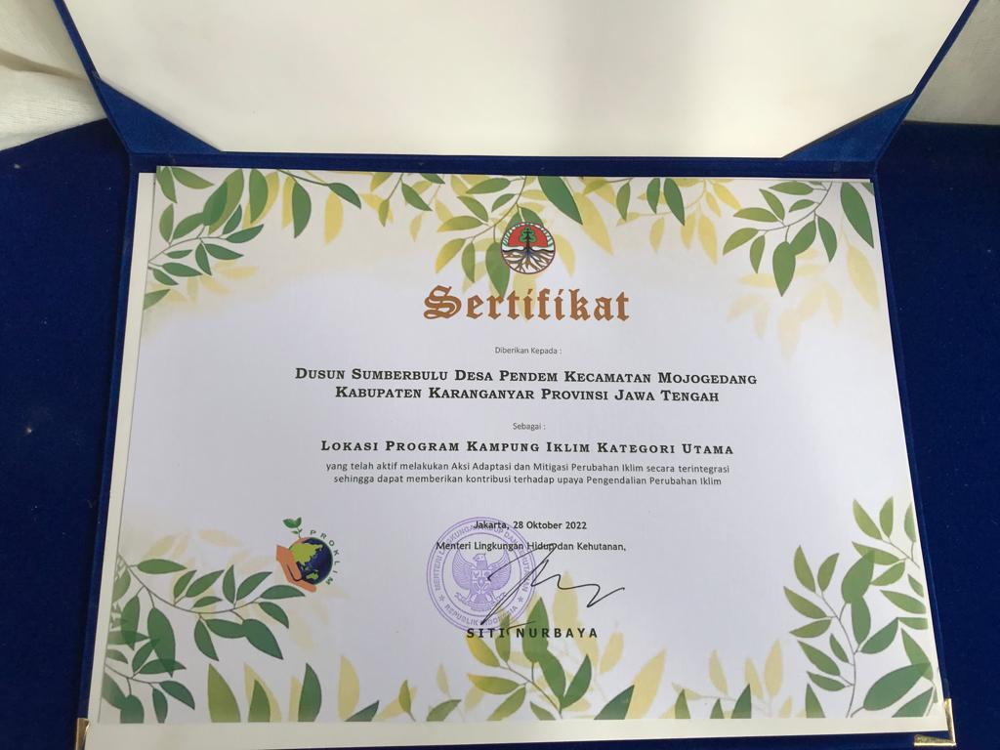 Sertifikat
Diberikan Kepada :
Dusun Sumberbulu Desa Pendem Kecamatan Mojogedang
Kabupaten Karanganyar Provinsi Jawa Tengah
Sebagai :
Lokasi Program Kampung Iklim Kategori Utama
yang telah aktif melakukan Aksi Adaptasi dan Mitigasi Perubahan Iklim secara terintegrasi
sehingga dapat memberikan kontribusi terhadap upaya Pengendalian Perubahan Iklim
PROKLIM
Jakarta, 28 Oktober 2022
Menteri Lingkungan Hidup dan Kehutanan,
MENTERI LINGKUNGAN HIDUP DAN KEHUTANAN
REPUBLIK INDONESIA
SITI NURBAYA